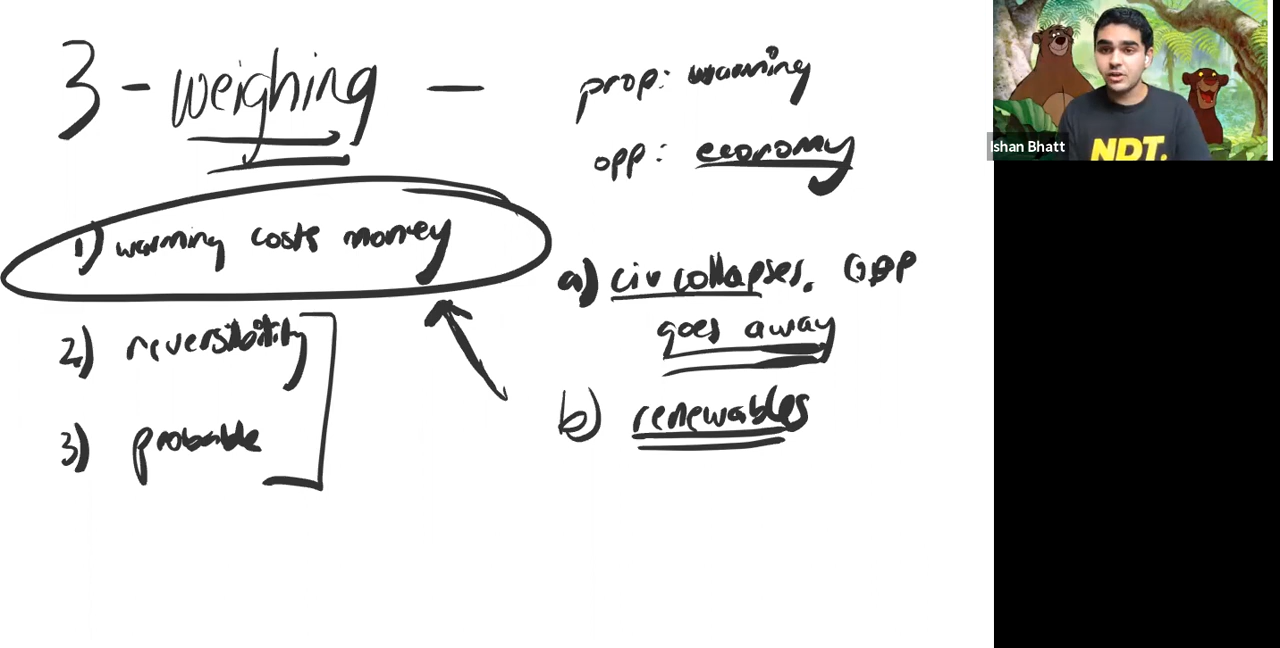 3 - weighing -
prop: warming
opp: economy
1) warming costs money
2) reversibility
3) probable
a) civ collapses. GDP
goes away
b) renewables
Ishan Bhatt
NDT.